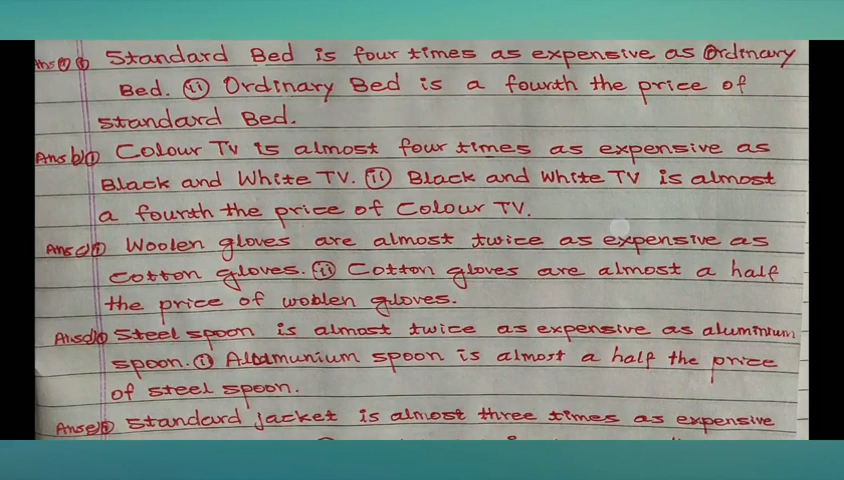 Ans a) i) Standard Bed is four times as expensive as Ordinary
Bed. (ii) Ordinary Bed is a fourth the price of
standard Bed.
Ans b) i) Colour TV is almost four times as expensive as
Black and White TV. (ii) Black and White TV is almost
a fourth the price of Colour TV.
Ans c) i) Woolen gloves are almost twice as expensive as
cotton gloves. (ii) Cotton gloves are almost a half
the price of woolen gloves.
Ans d) i) Steel spoon is almost twice as expensive as aluminium
spoon. (i) Aloamunium spoon is almost a half the price
of steel spoon.
Ans e) i) Standard jacket is almost three times as expensive